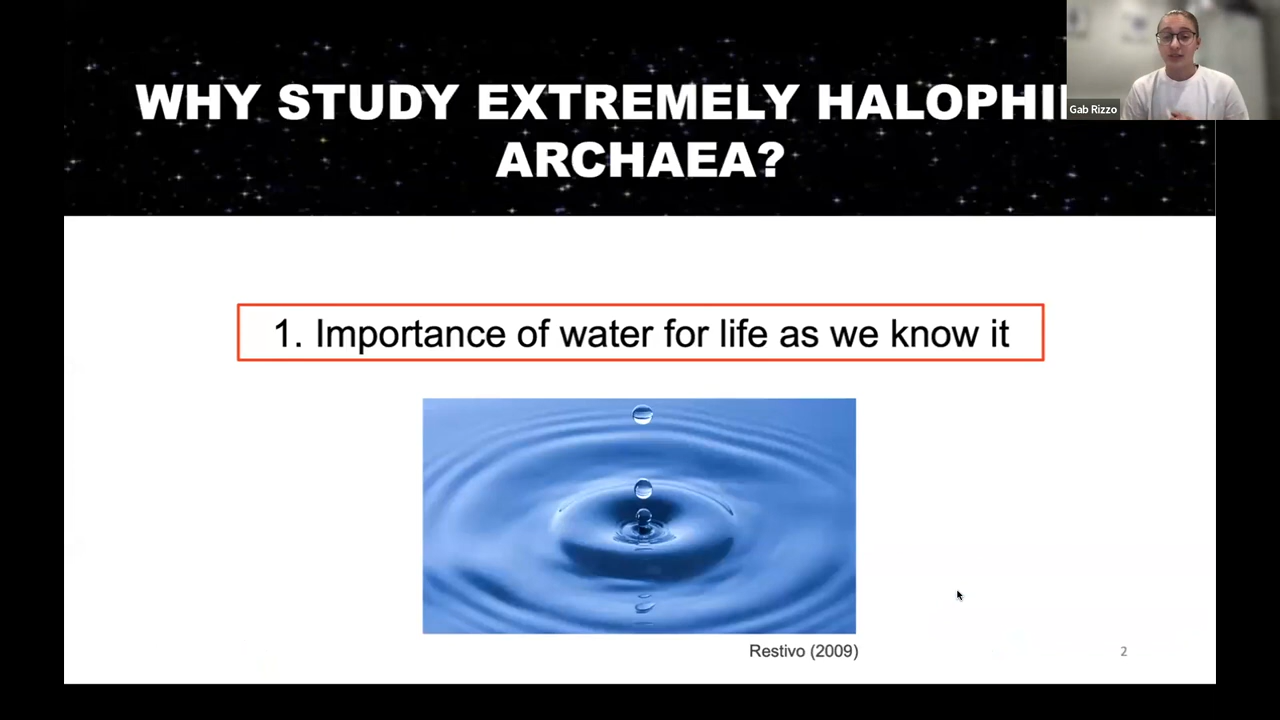 WHY STUDY EXTREMELY
ARCHAEA?
Gab Rizzo
1. Importance of water for life as we know it
Restivo (2009)
2